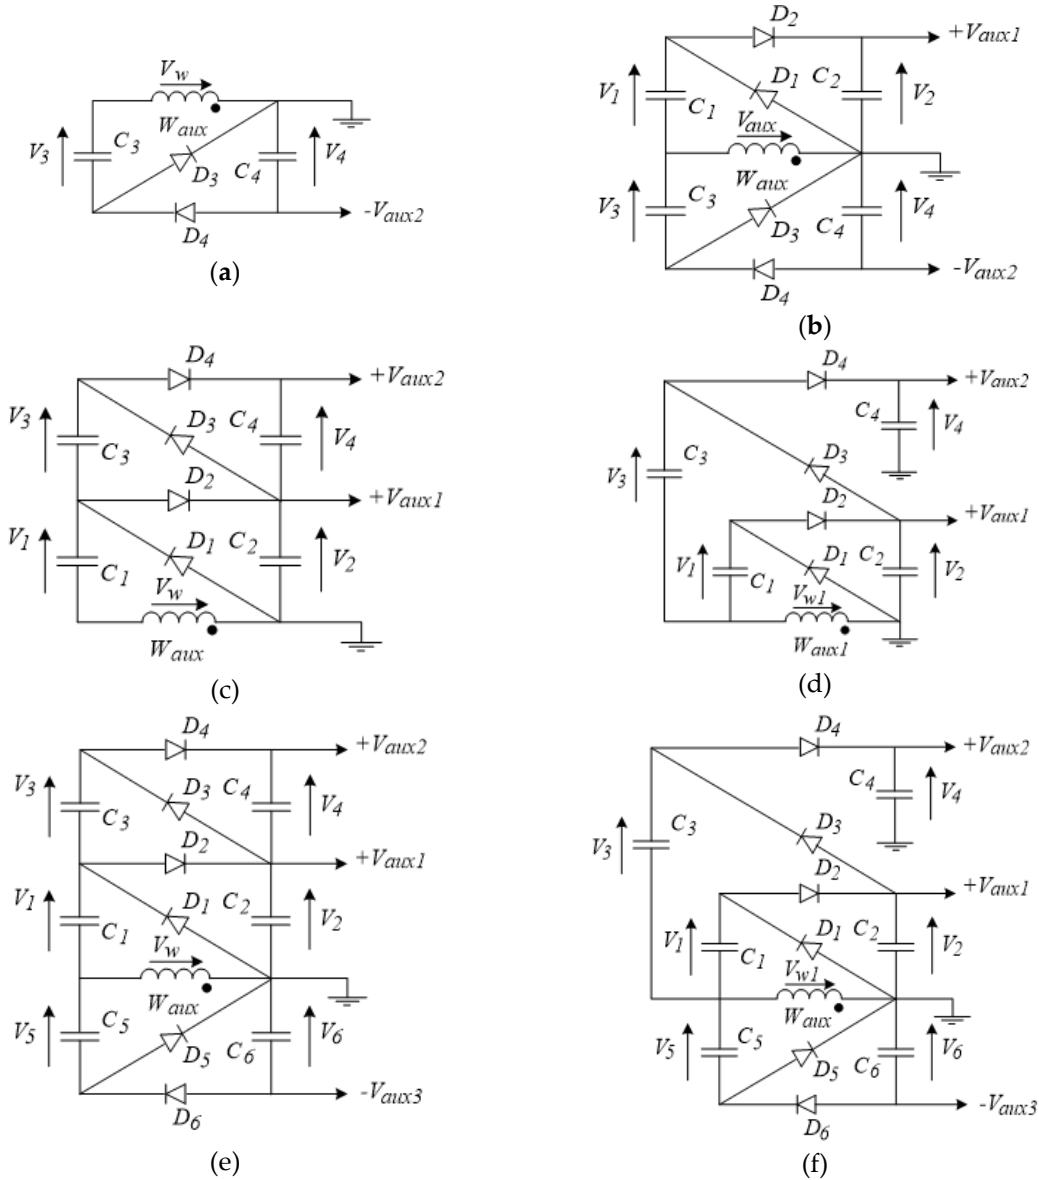 V_w
W_aux
V_3
C_3
D_3
C_4
V_4
D_4
-V_aux2
(a)
D_2
+V_aux1
V_1
C_1
D_1
C_2
V_2
V_aux
W_aux
V_3
C_3
D_3
C_4
V_4
D_4
-V_aux2
(b)
D_4
+V_aux2
V_3
C_3
D_3
C_4
V_4
D_2
+V_aux1
V_1
C_1
D_1
C_2
V_2
V_w
W_aux
(c)
D_4
+V_aux2
C_4
V_4
V_3
C_3
D_3
D_2
+V_aux1
V_1
C_1
D_1
C_2
V_2
V_w1
W_aux1
(d)
D_4
+V_aux2
V_3
C_3
D_3
C_4
V_4
D_2
+V_aux1
V_1
C_1
D_1
C_2
V_2
V_w
W_aux
V_5
C_5
D_5
C_6
V_6
D_6
-V_aux3
(e)
D_4
+V_aux2
C_4
V_4
V_3
C_3
D_3
D_2
+V_aux1
V_1
C_1
D_1
C_2
V_2
V_w1
W_aux
V_5
C_5
D_5
C_6
V_6
D_6
-V_aux3
(f)